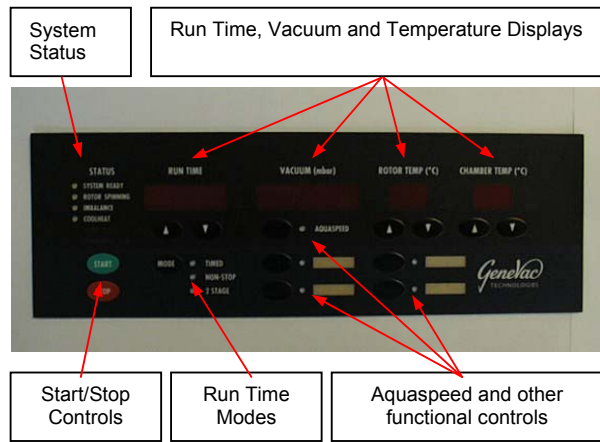 System
Status
Run Time, Vacuum and Temperature Displays
STATUS
RUN TIME
VACUUM (mbar)
ROTOR TEMP (°C)
CHAMBER TEMP (°C)
SYSTEM READY
ROTOR SPINNING
IMBALANCE
COOLHEAT
AQUASPEED
START
MODE
TIMED
NON-STOP
2 STAGE
STOP
GeneVac
TECHNOLOGIES
Start/Stop
Controls
Run Time
Modes
Aquaspeed and other
functional controls